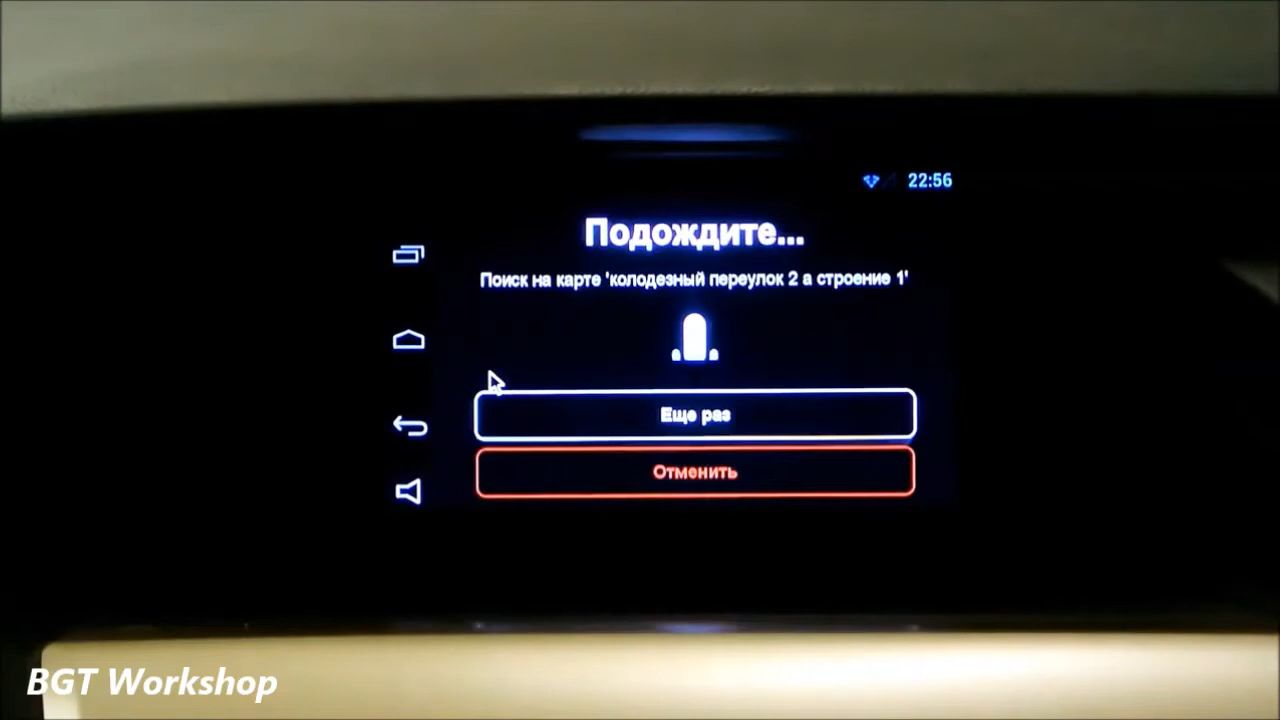 22:56
Подождите...
Поиск на карте 'колодезный переулок 2 а строение 1'
Еще раз
Отменить
BGT Workshop